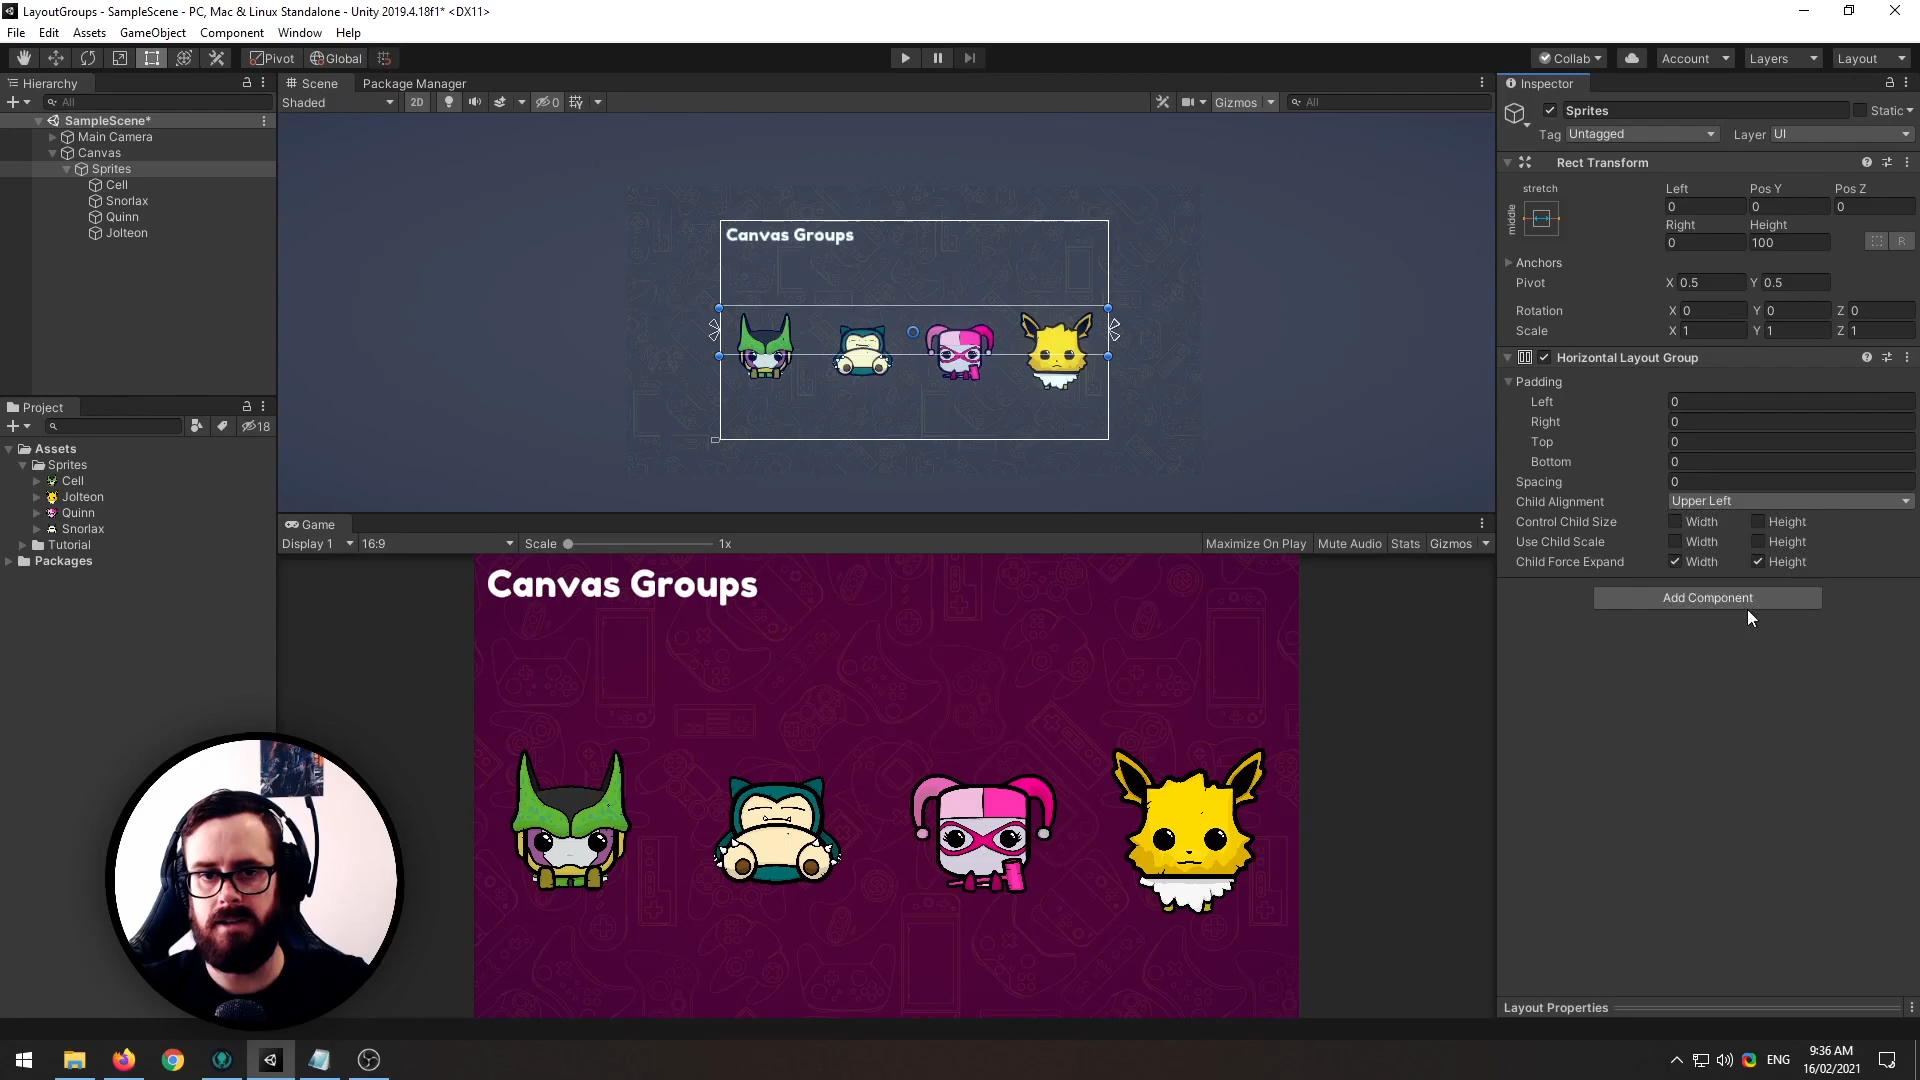 LayoutGroups - SampleScene - PC, Mac & Linux Standalone - Unity 2019.4.18f1* <DX11>
File Edit Assets GameObject Component Window Help
Pivot Global Collab Account Layers Layout
Hierarchy
All
SampleScene*
Main Camera
Canvas
Sprites
Cell
Snorlax
Quinn
Jolteon
Project
18
Assets
Sprites
Cell
Jolteon
Quinn
Snorlax
Tutorial
Packages
Scene Package Manager
Shaded 2D 0 Gizmos All
Canvas Groups
Game
Display 1 16:9 Scale 1x Maximize On Play Mute Audio Stats Gizmos
Canvas Groups
Inspector
Sprites Static
Tag Untagged Layer UI
Rect Transform
stretch Left Pos Y Pos Z
middle 0 0 0
Right Height
0 100 R
Anchors
Pivot X 0.5 Y 0.5
Rotation X 0 Y 0 Z 0
Scale X 1 Y 1 Z 1
Horizontal Layout Group
Padding
Left 0
Right 0
Top 0
Bottom 0
Spacing 0
Child Alignment Upper Left
Control Child Size Width Height
Use Child Scale Width Height
Child Force Expand Width Height
Add Component
Layout Properties
ENG 9:36 AM
16/02/2021